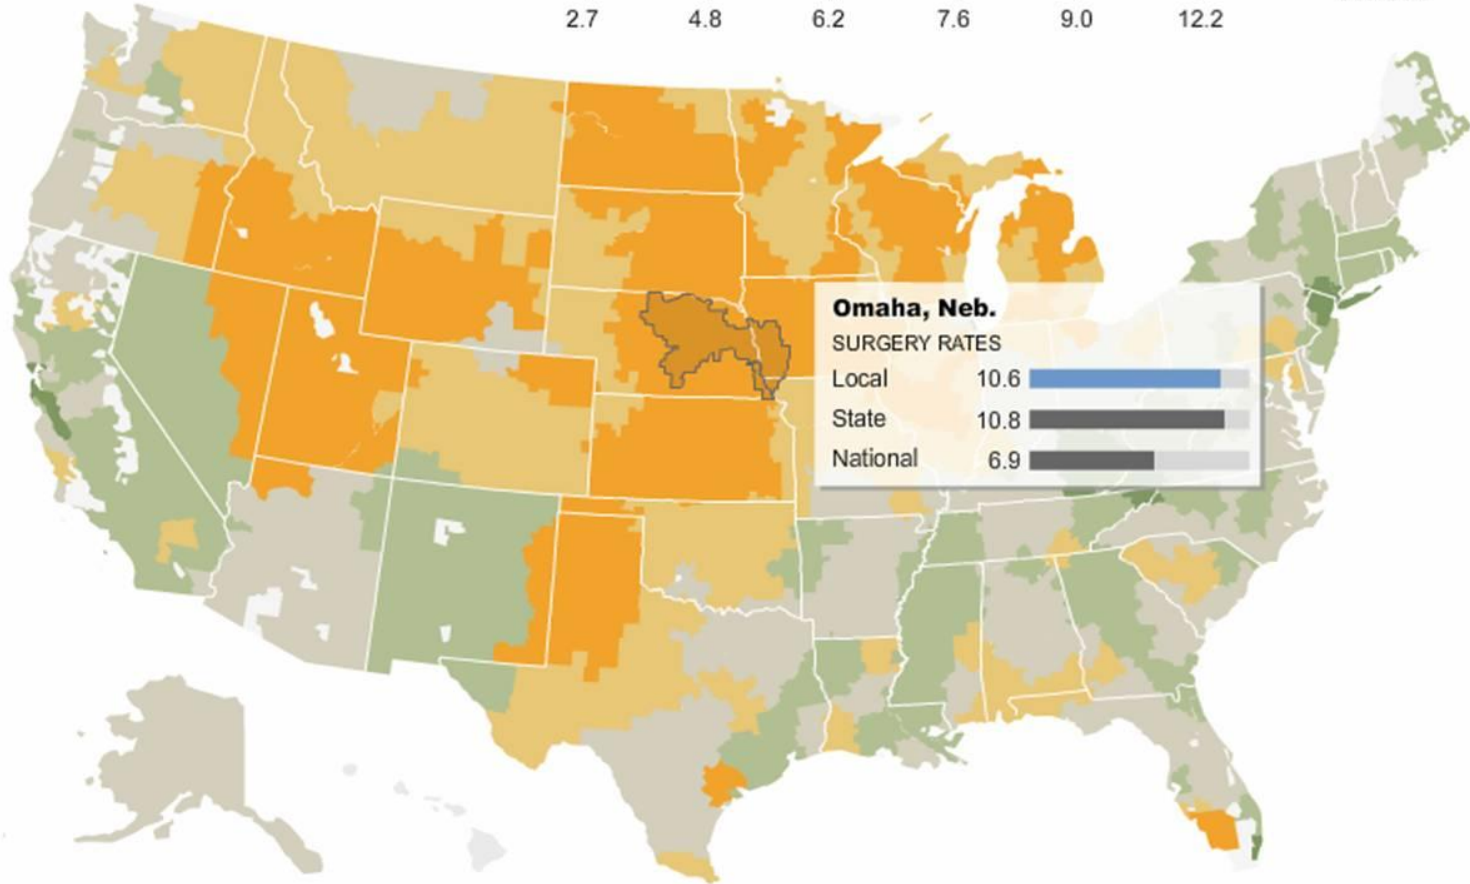 2.7 4.8 6.2 7.6 9.0 12.2
Omaha, Neb.
SURGERY RATES
Local 10.6
State 10.8
National 6.9